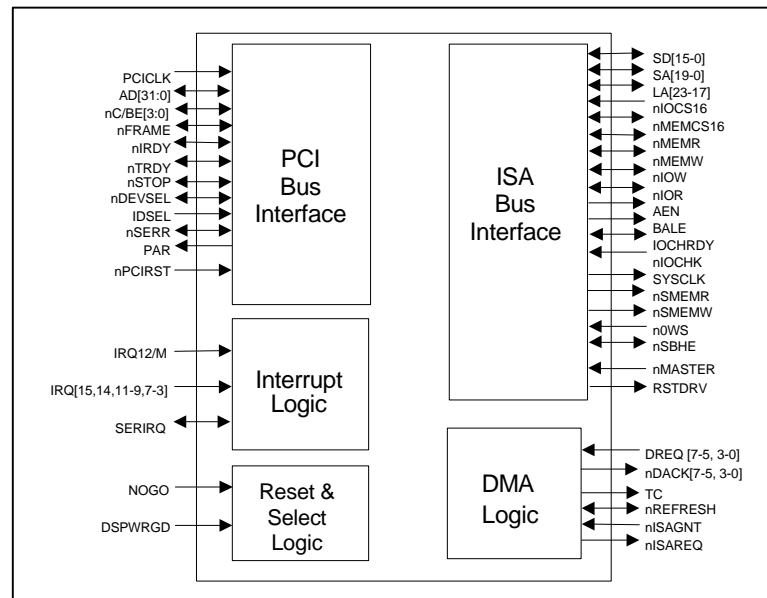 PCICLK
AD[31:0]
nC/BE[3:0]
nFRAME
nIRDY
nTRDY
nSTOP
nDEVSEL
IDSEL
nSERR
PAR
nPCIRST
PCI
Bus
Interface
IRQ12/M
IRQ[15,14,11-9,7-3]
SERIRQ
Interrupt
Logic
NOGO
DSPWRGD
Reset &
Select
Logic
ISA
Bus
Interface
SD[15-0]
SA[19-0]
LA[23-17]
nIOCS16
nMEMCS16
nMEMR
nMEMW
nIOW
nIOR
AEN
BALE
IOCHRDY
nIOCHK
SYSCLK
nSMEMR
nSMEMW
n0WS
nSBHE
nMASTER
RSTDRV
DMA
Logic
DREQ [7-5, 3-0]
nDACK[7-5, 3-0]
TC
nREFRESH
nISAGNT
nISAREQ